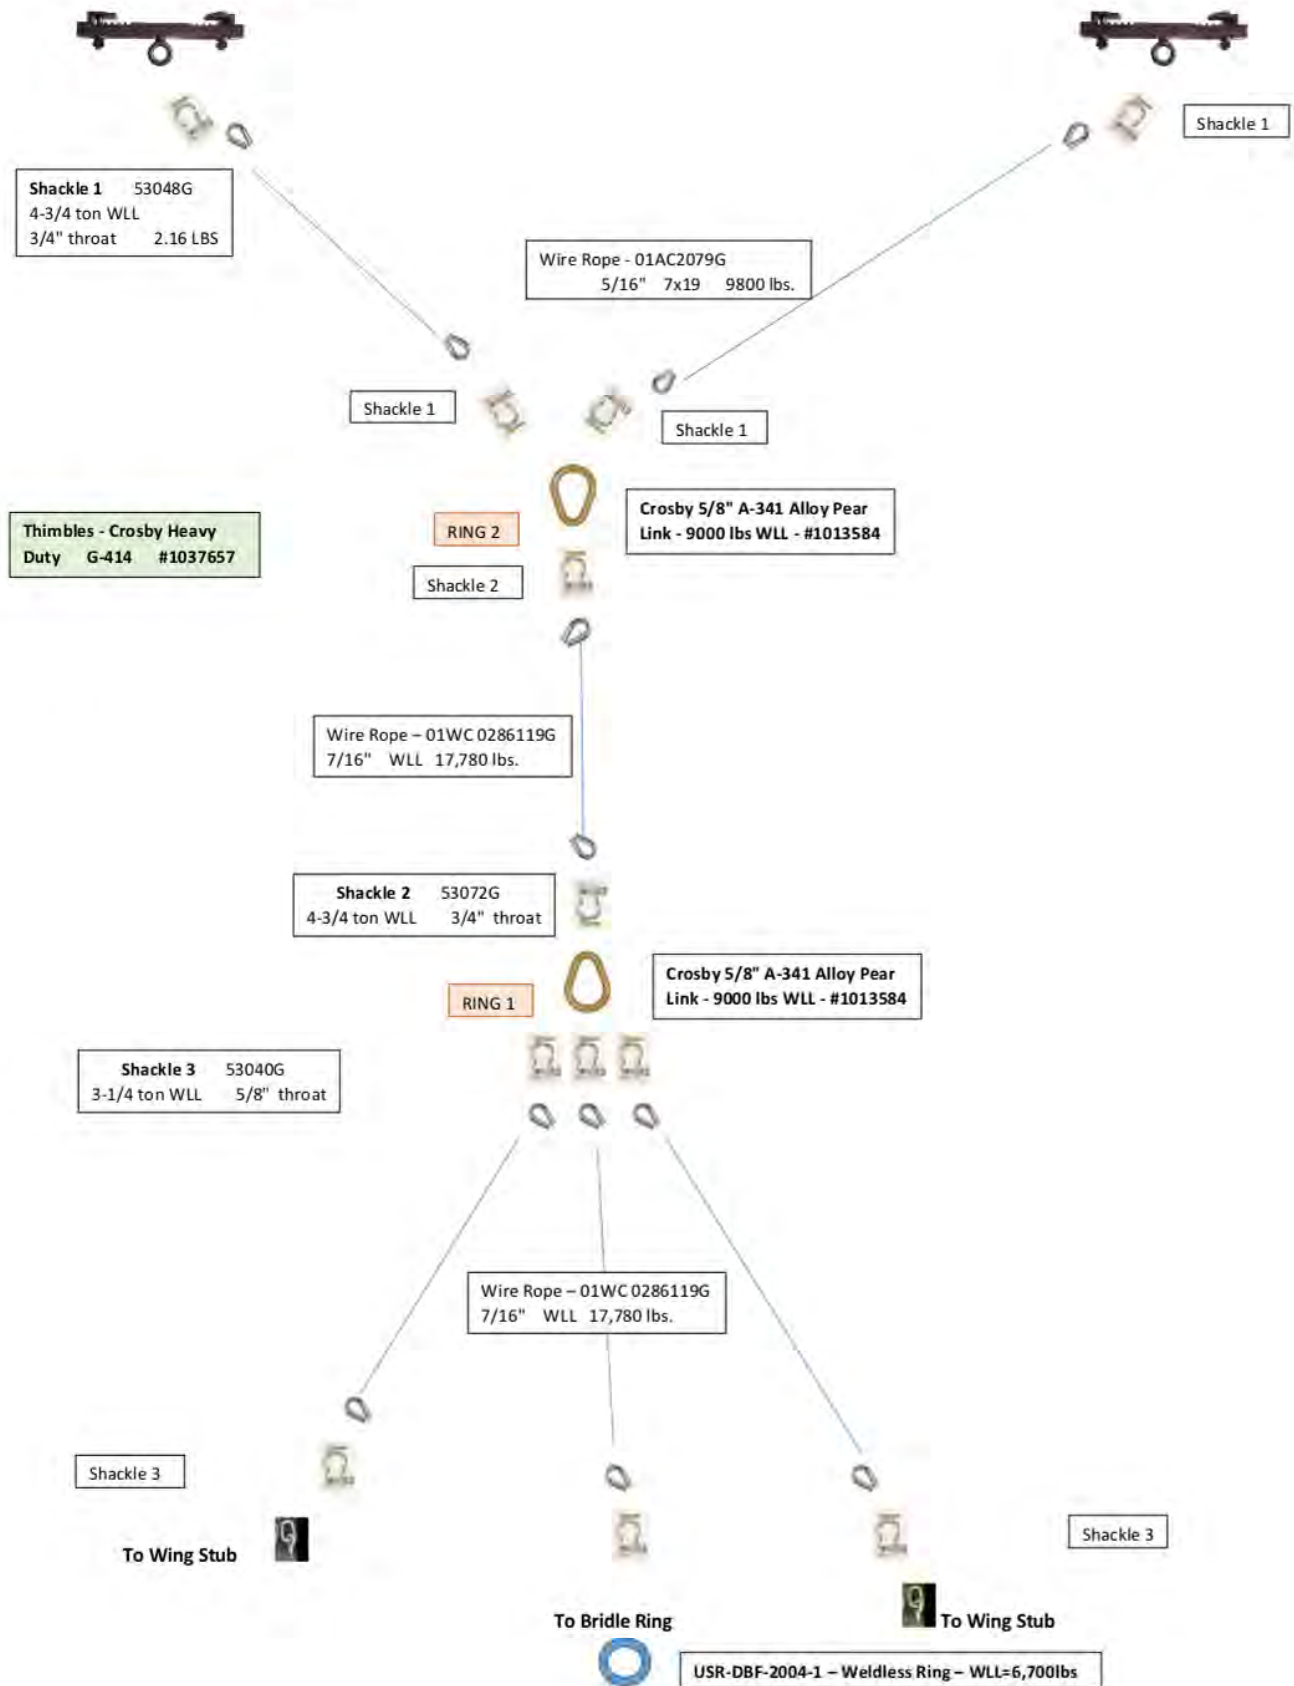 Shackle 1
Shackle 1 53048G
4-3/4 ton WLL
3/4" throat 2.16 LBS
Wire Rope - 01AC2079G
5/16" 7x19 9800 lbs.
Shackle 1
Shackle 1
Crosby 5/8" A-341 Alloy Pear
Link - 9000 lbs WLL - #1013584
RING 2
Thimbles - Crosby Heavy
Duty G-414 #1037657
Shackle 2
Wire Rope – 01WC 0286119G
7/16" WLL 17,780 lbs.
Shackle 2 53072G
4-3/4 ton WLL 3/4" throat
Crosby 5/8" A-341 Alloy Pear
Link - 9000 lbs WLL - #1013584
RING 1
Shackle 3 53040G
3-1/4 ton WLL 5/8" throat
Wire Rope – 01WC 0286119G
7/16" WLL 17,780 lbs.
Shackle 3
Shackle 3
To Wing Stub
To Bridle Ring
To Wing Stub
USR-DBF-2004-1 – Weldless Ring – WLL=6,700lbs